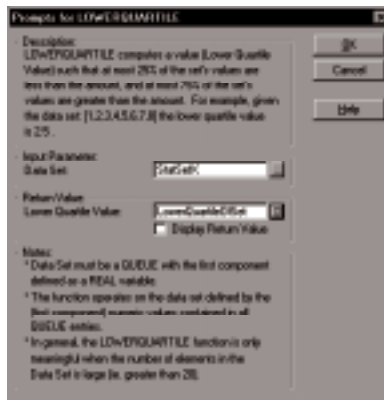 Prompts for LOWERQUARTILE
Description:
LOWERQUARTILE computes a value (Lower Quartile
Value) such that at most 25% of the set's values are
less than the amount, and at most 75% of the set's
values are greater than the amount. For example, given
the data set: [1,2,3,4,5,6,7,8] the lower quartile value
is 2.5.
OK
Cancel
Help
Input Parameter:
Data Set:
StatSetX
Return Value
Lower Quartile Value:
LowerQuartileOfSet
Display Return Value
Notes:
* Data Set must be a QUEUE with the first component
defined as a REAL variable
* The function operates on the data set defined by the
(first component) numeric values contained in all
QUEUE entries.
* In general, the LOWERQUARTILE function is only
meaningful when the number of elements in the
Data Set is large (ie. greater than 20).